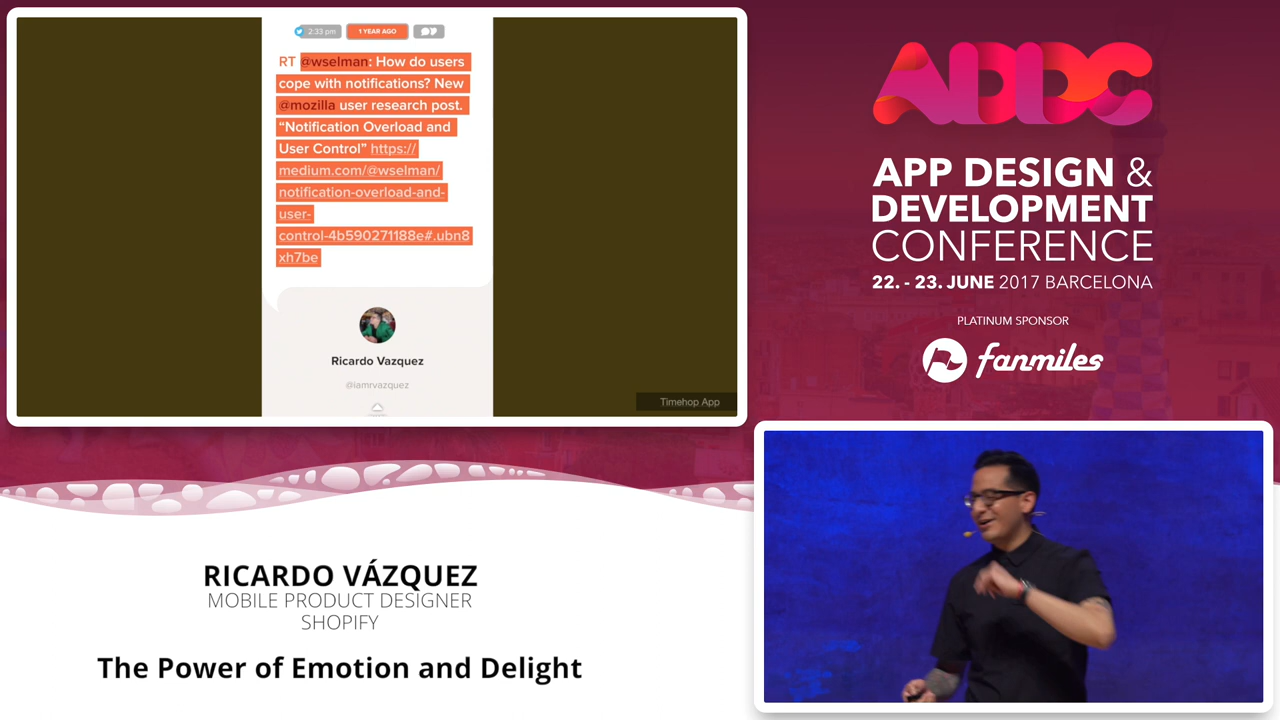 2:33 pm
1 YEAR AGO
RT @wselman: How do users
cope with notifications? New
@mozilla user research post.
“Notification Overload and
User Control” https://
medium.com/@wselman/
notification-overload-and-
user-
control-4b590271188e#.ubn8
xh7be
Ricardo Vazquez
@iamrvazquez
Timehop App
ADDC
APP DESIGN &
DEVELOPMENT
CONFERENCE
22. - 23. JUNE 2017 BARCELONA
PLATINUM SPONSOR
fanmiles
RICARDO VÁZQUEZ
MOBILE PRODUCT DESIGNER
SHOPIFY
The Power of Emotion and Delight